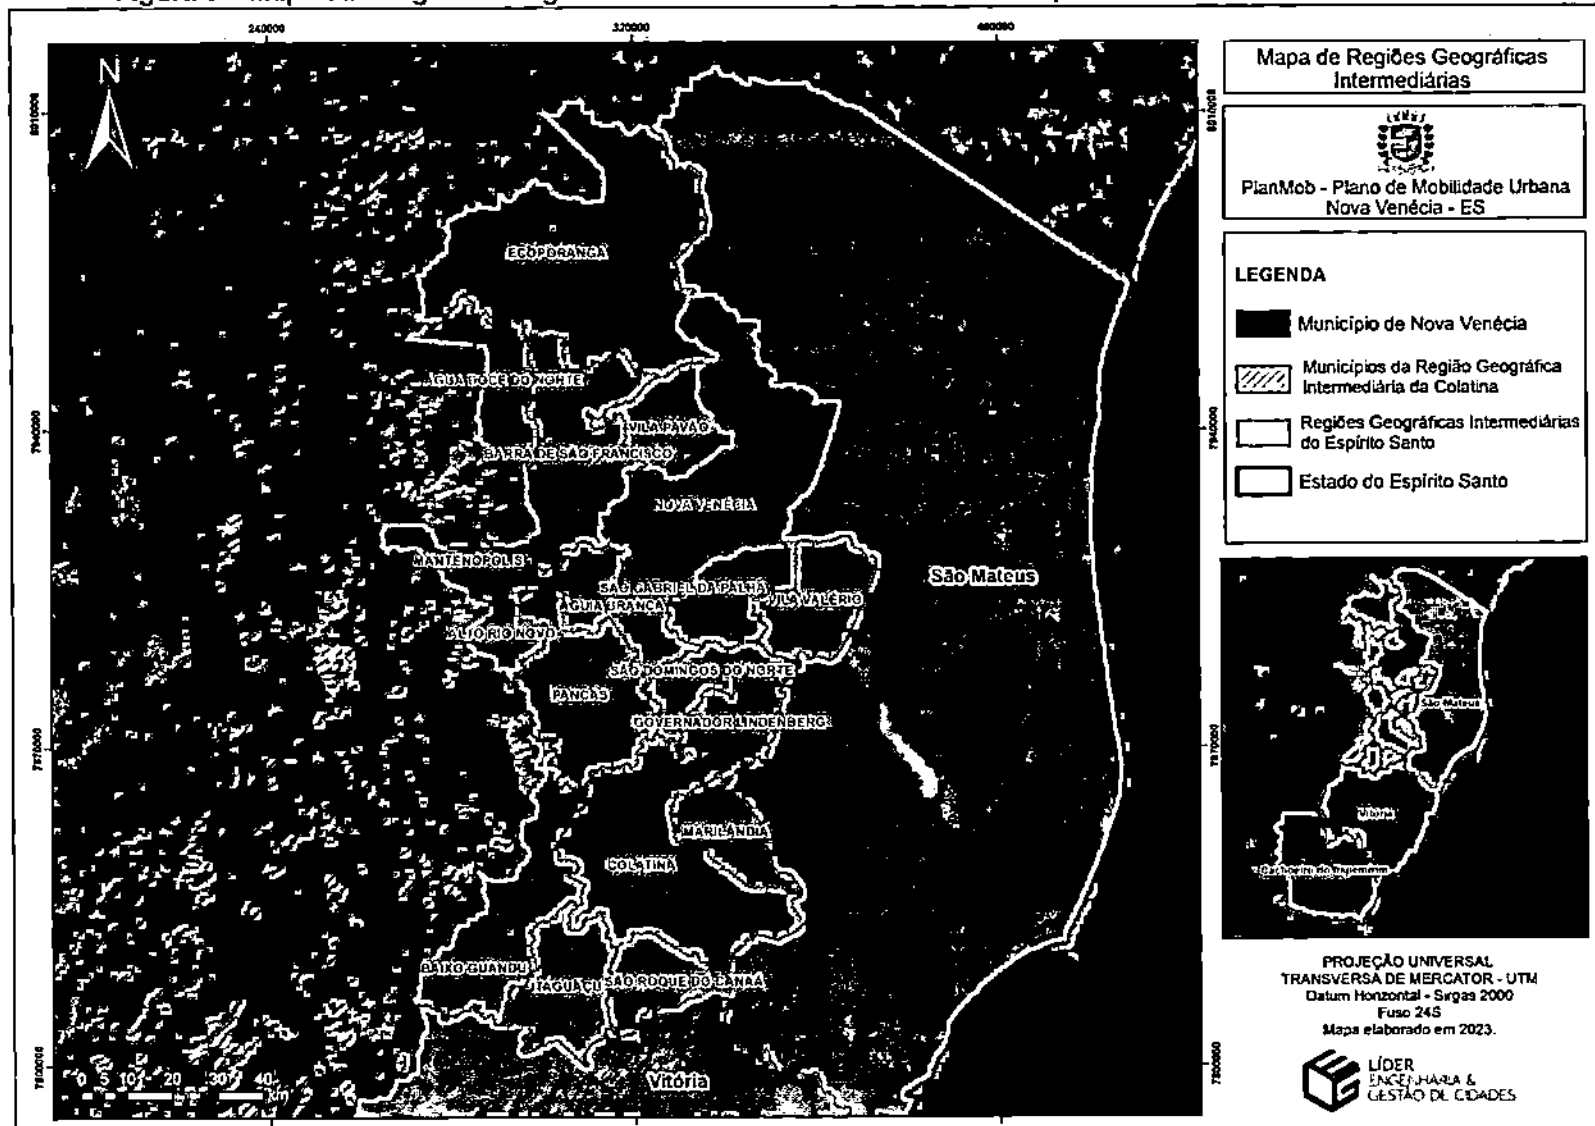 240000
320000
Mapa de Regiões Geográficas
Intermediárias
N
PlanMob - Plano de Mobilidade Urbana
Nova Venécia - ES
ECOPORANGA
LEGENDA
Município de Nova Venécia
Municípios da Região Geográfica
Intermediária da Colatina
Regiões Geográficas Intermediárias
do Espírito Santo
Estado do Espírito Santo
ÁGUA DOCE DO NORTE
VILA PAVÃO
BARRA DE SÃO FRANCISCO
NOVA VENÉCIA
MANTENÓPOLIS
SÃO GABRIEL DA PALHA
VILA VALÉRIO
ÁGUIA BRANCA
São Mateus
ALTO RIO NOVO
SÃO DOMINGOS DO NORTE
PANCAS
GOVERNADOR LINDENBERG
MARILÂNDIA
COLATINA
BAIXO GUANDU
ITAGUAÇU
SÃO ROQUE DO CANAÃ
Vitória
0 5 10 20 30 40
km
São Mateus
Vitória
Cachoeiro do Itapemirim
PROJEÇÃO UNIVERSAL
TRANSVERSA DE MERCATOR - UTM
Datum Horizontal - Sirgas 2000
Fuso 24S
Mapa elaborado em 2023.
LÍDER
ENGENHARIA &
GESTÃO DE CIDADES